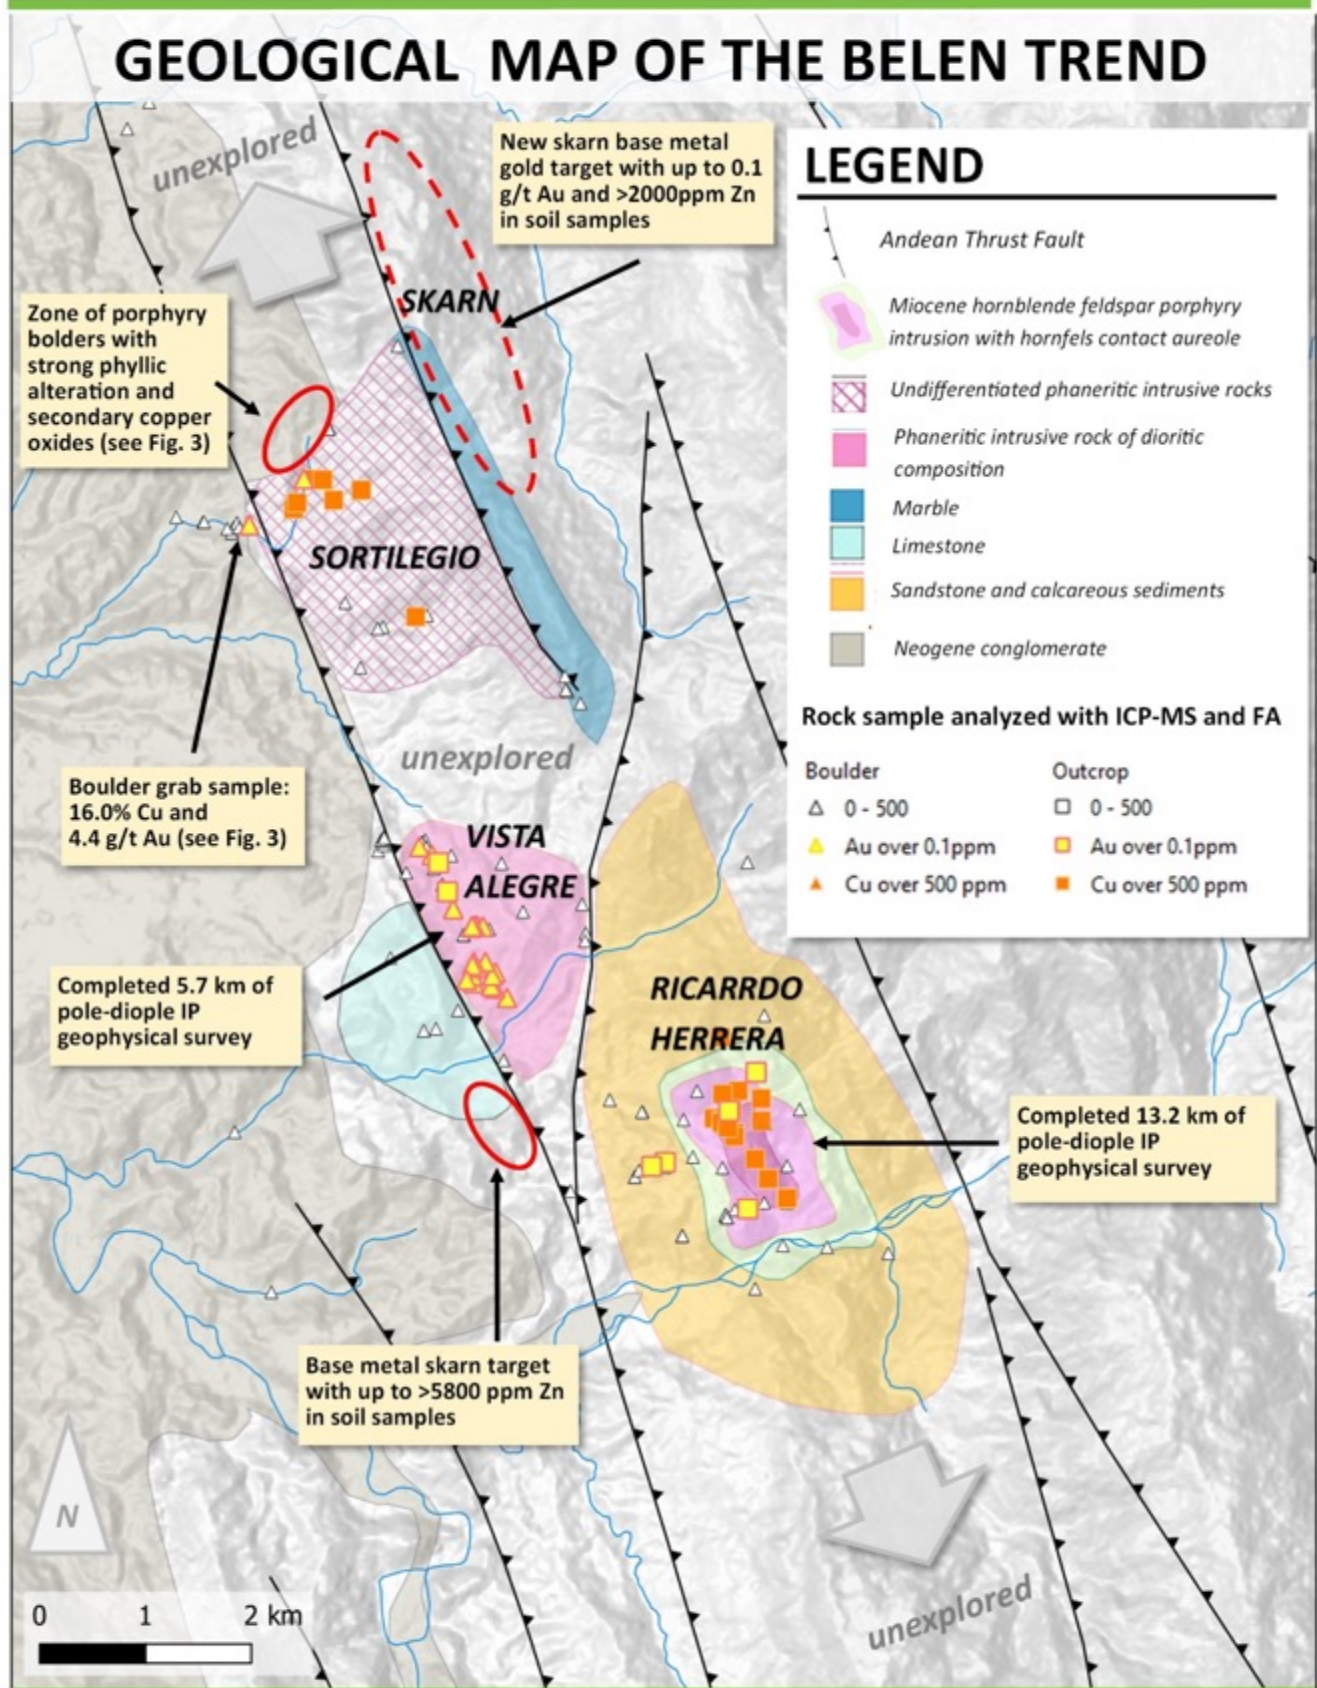 GEOLOGICAL MAP OF THE BELEN TREND
unexplored
New skarn base metal
gold target with up to 0.1
g/t Au and >2000ppm Zn
in soil samples
LEGEND
Andean Thrust Fault
Miocene hornblende feldspar porphyry
intrusion with hornfels contact aureole
Undifferentiated phaneritic intrusive rocks
Phaneritic intrusive rock of dioritic
composition
Marble
Limestone
Sandstone and calcareous sediments
Neogene conglomerate
Rock sample analyzed with ICP-MS and FA
Boulder
Outcrop
0 - 500
0 - 500
Au over 0.1ppm
Au over 0.1ppm
Cu over 500 ppm
Cu over 500 ppm
SKARN
Zone of porphyry
bolders with
strong phyllic
alteration and
secondary copper
oxides (see Fig. 3)
SORTILEGIO
unexplored
Boulder grab sample:
16.0% Cu and
4.4 g/t Au (see Fig. 3)
VISTA
ALEGRE
Completed 5.7 km of
pole-diople IP
geophysical survey
RICARRDO
HERRERA
Completed 13.2 km of
pole-diople IP
geophysical survey
Base metal skarn target
with up to >5800 ppm Zn
in soil samples
N
0 1 2 km
unexplored